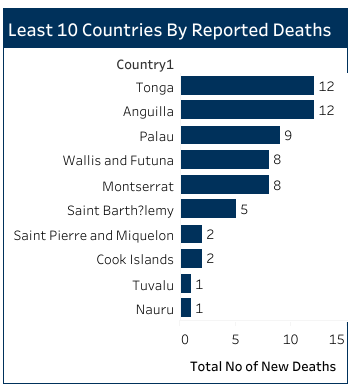 Least 10 Countries By Reported Deaths
Country1
Tonga 12
Anguilla 12
Palau 9
Wallis and Futuna 8
Montserrat 8
Saint Barth?lemy 5
Saint Pierre and Miquelon 2
Cook Islands 2
Tuvalu 1
Nauru 1
0 5 10 15
Total No of New Deaths